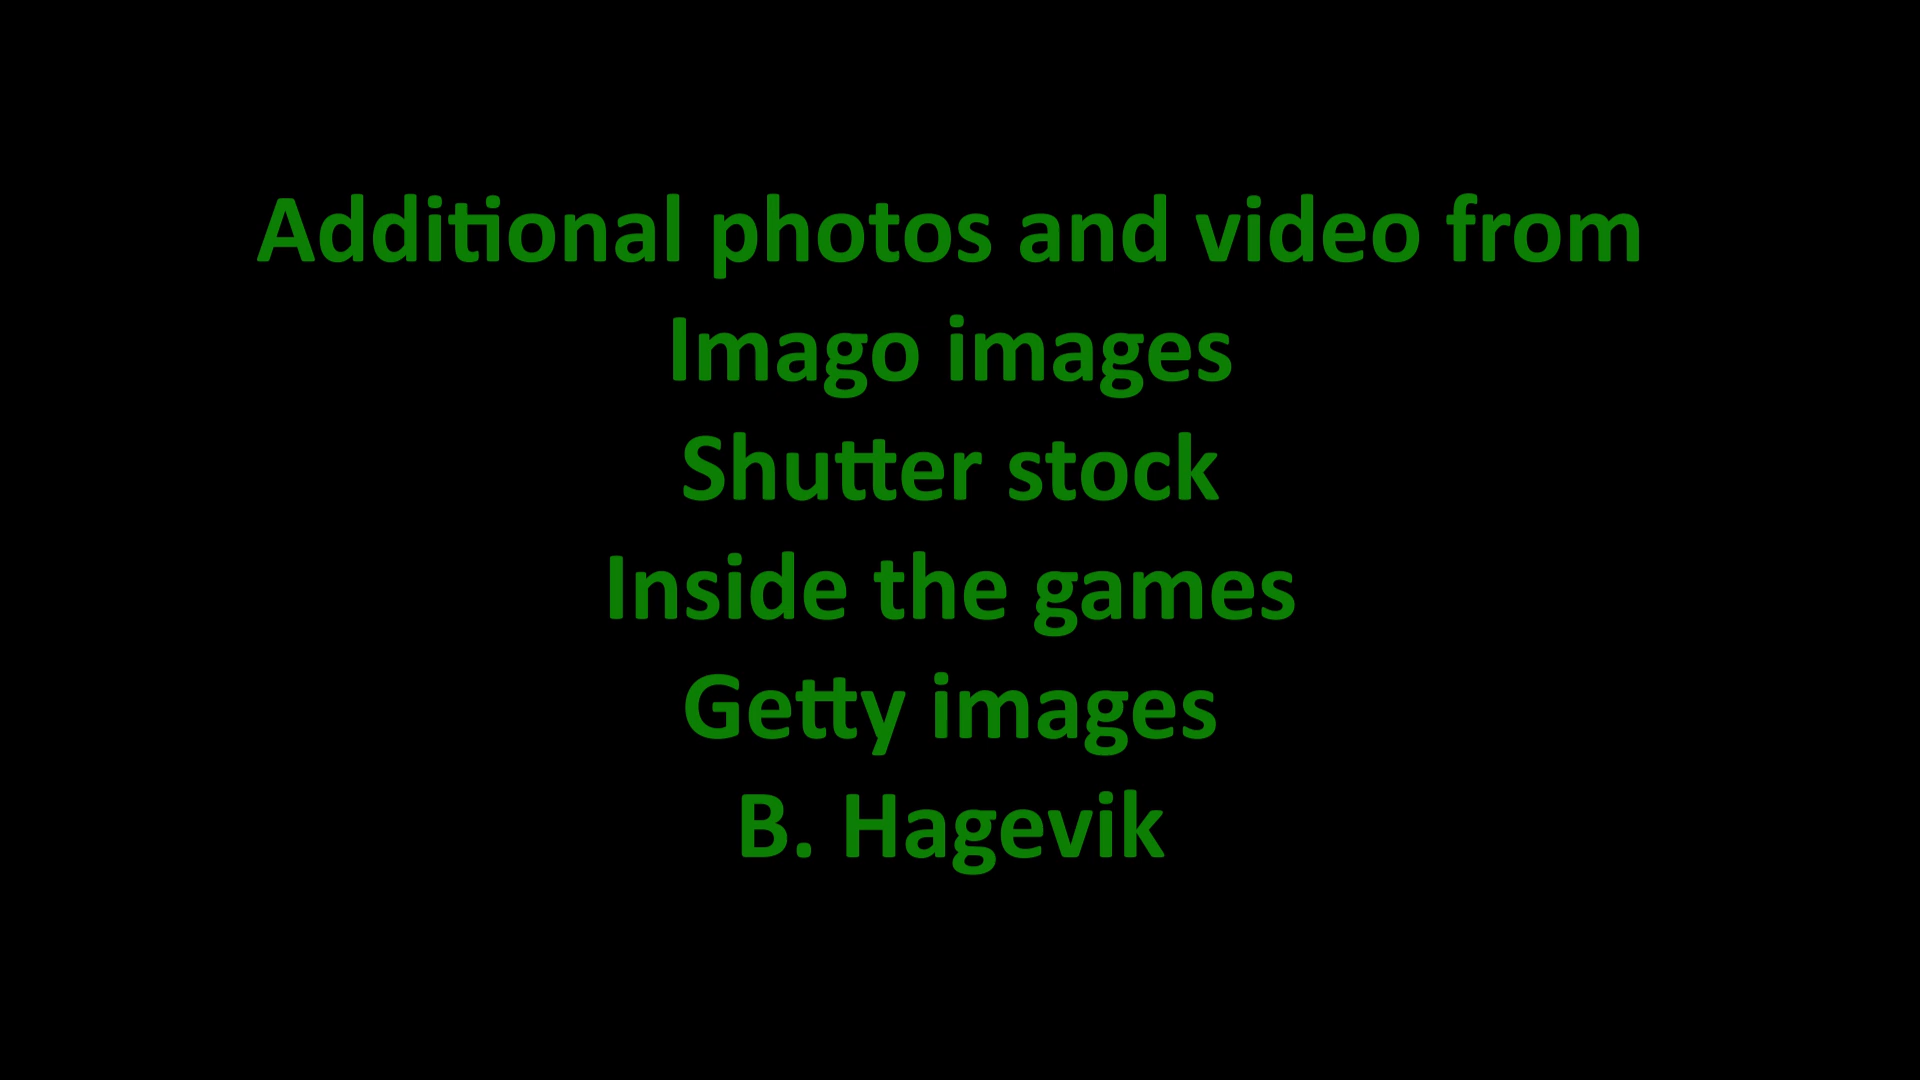 Additional photos and video from
Imago images
Shutter stock
Inside the games
Getty images
B. Hagevik